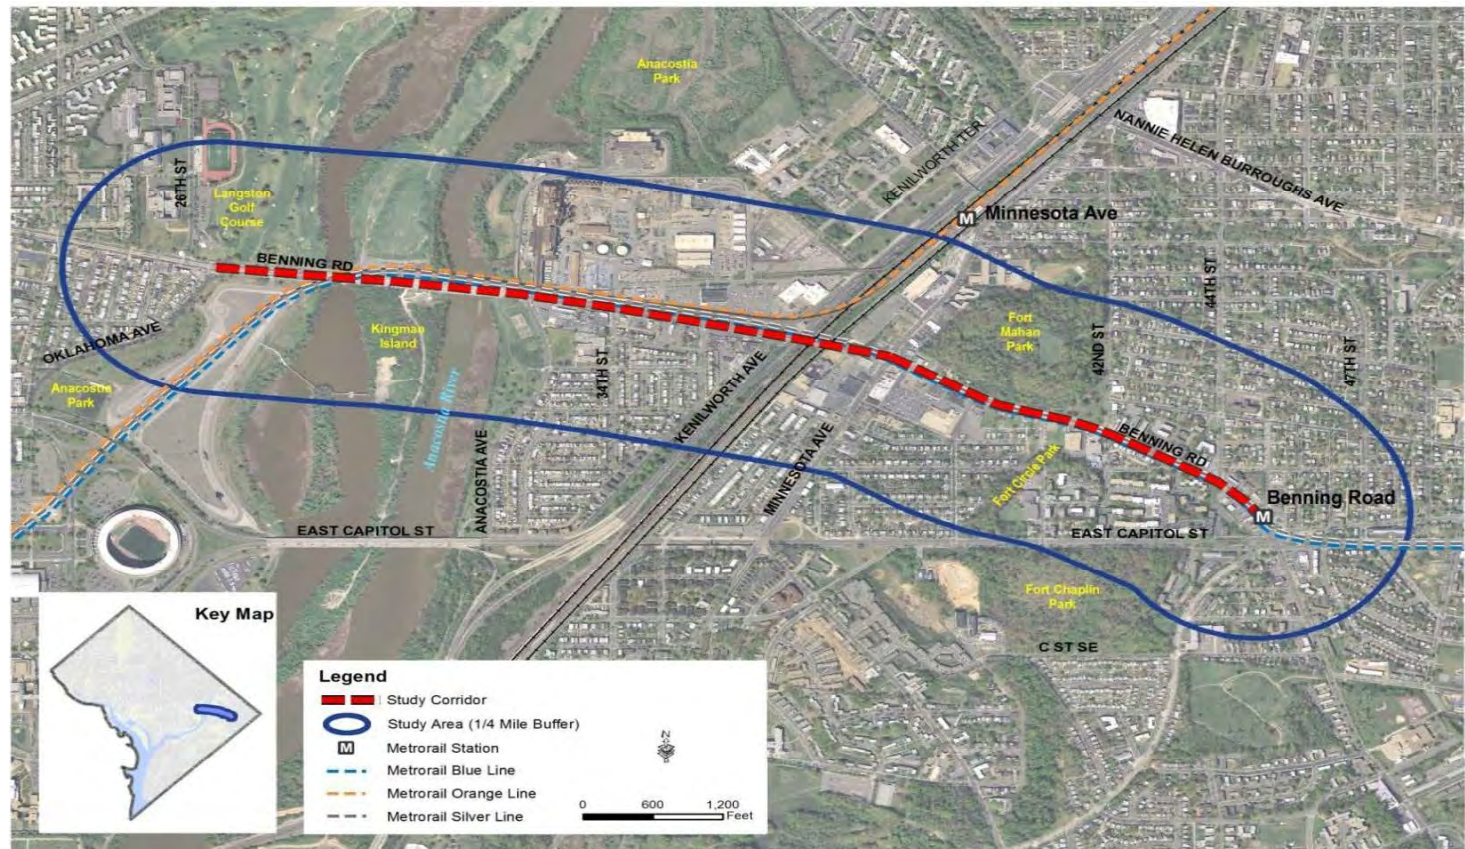 Anacostia
Park
NANNIE HELEN BURROUGHS AVE
KENILWORTH TER
26TH ST
Langston
Golf
Course
M Minnesota Ave
BENNING RD
44TH ST
Fort
Mahan
Park
42ND ST
47TH ST
OKLAHOMA AVE
Kingman
Island
34TH ST
KENILWORTH AVE
Anacostia
Park
Anacostia River
ANACOSTIA AVE
MINNESOTA AVE
BENNING RD
Fort Circle Park
Benning Road
M
EAST CAPITOL ST
EAST CAPITOL ST
Fort Chaplin
Park
C ST SE
Key Map
Legend
Study Corridor
Study Area (1/4 Mile Buffer)
M Metrorail Station
Metrorail Blue Line
Metrorail Orange Line
Metrorail Silver Line
N
0 600 1,200
Feet